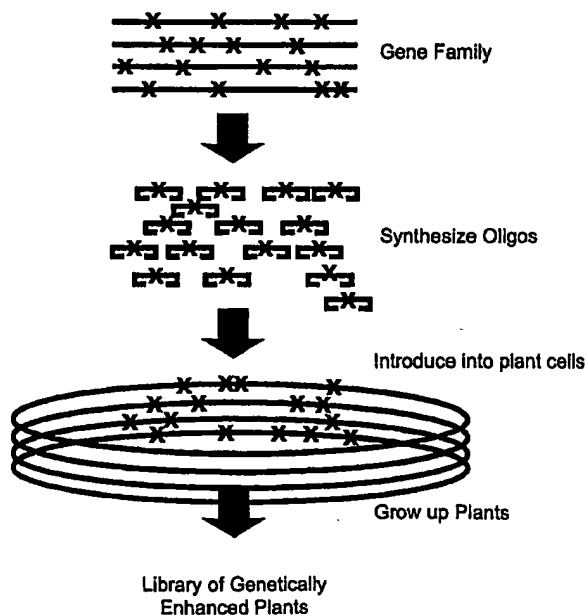 Gene Family
Synthesize Oligos
Introduce into plant cells
Grow up Plants
Library of Genetically
Enhanced Plants